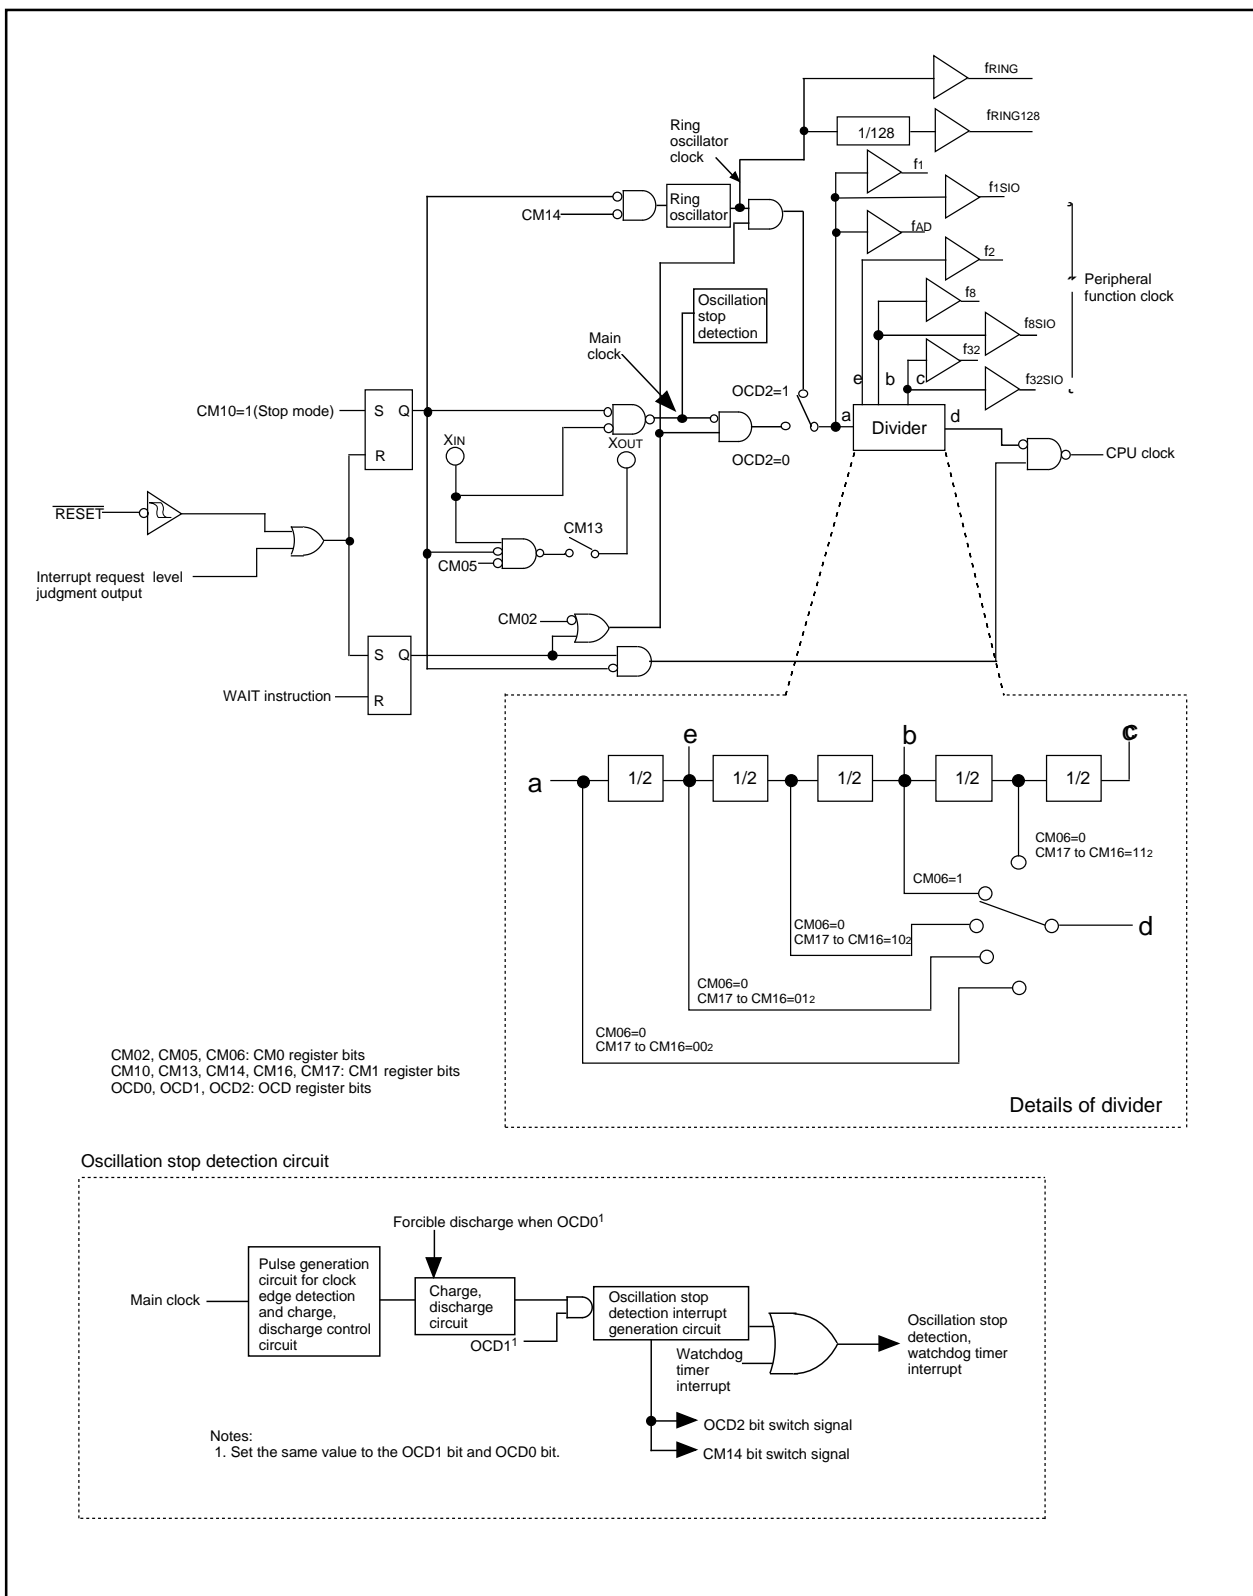 fRING
fRING128
1/128
Ring
oscillator
clock
f1
f1SIO
CM14
Ring
oscillator
fAD
f2
Peripheral
function clock
Oscillation
stop
detection
f8
f8SIO
Main
clock
f32
f32SIO
e
b
c
OCD2=1
CM10=1(Stop mode)
S
Q
R
a
Divider
d
XIN
XOUT
OCD2=0
CPU clock
RESET
CM13
CM05
Interrupt request level
judgment output
CM02
S
Q
R
WAIT instruction
e
b
c
a
1/2
1/2
1/2
1/2
1/2
CM06=0
CM17 to CM16=112
CM06=1
CM06=0
CM17 to CM16=102
d
CM06=0
CM17 to CM16=012
CM06=0
CM17 to CM16=002
CM02, CM05, CM06: CM0 register bits
CM10, CM13, CM14, CM16, CM17: CM1 register bits
OCD0, OCD1, OCD2: OCD register bits
Details of divider
Oscillation stop detection circuit
Forcible discharge when OCD01
Main clock
Pulse generation
circuit for clock
edge detection
and charge,
discharge control
circuit
Charge,
discharge
circuit
OCD11
Oscillation stop
detection interrupt
generation circuit
Watchdog
timer
interrupt
Oscillation stop
detection,
watchdog timer
interrupt
OCD2 bit switch signal
CM14 bit switch signal
Notes:
1. Set the same value to the OCD1 bit and OCD0 bit.